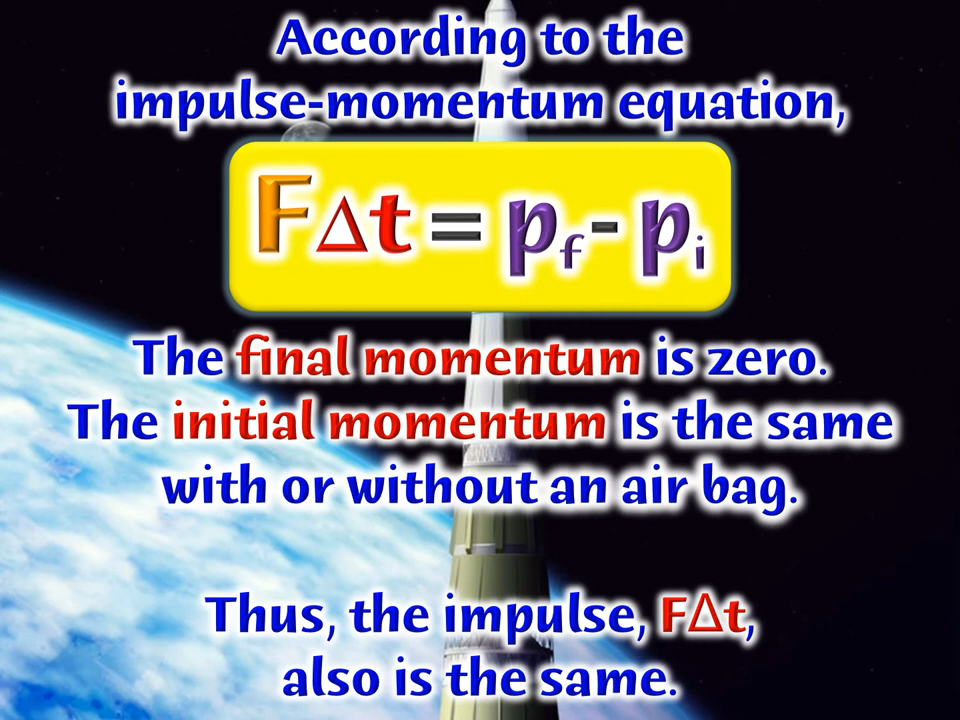 According to the
impulse-momentum equation,
FΔt = pf - pi
The final momentum is zero.
The initial momentum is the same
with or without an air bag.
Thus, the impulse, FΔt,
also is the same.